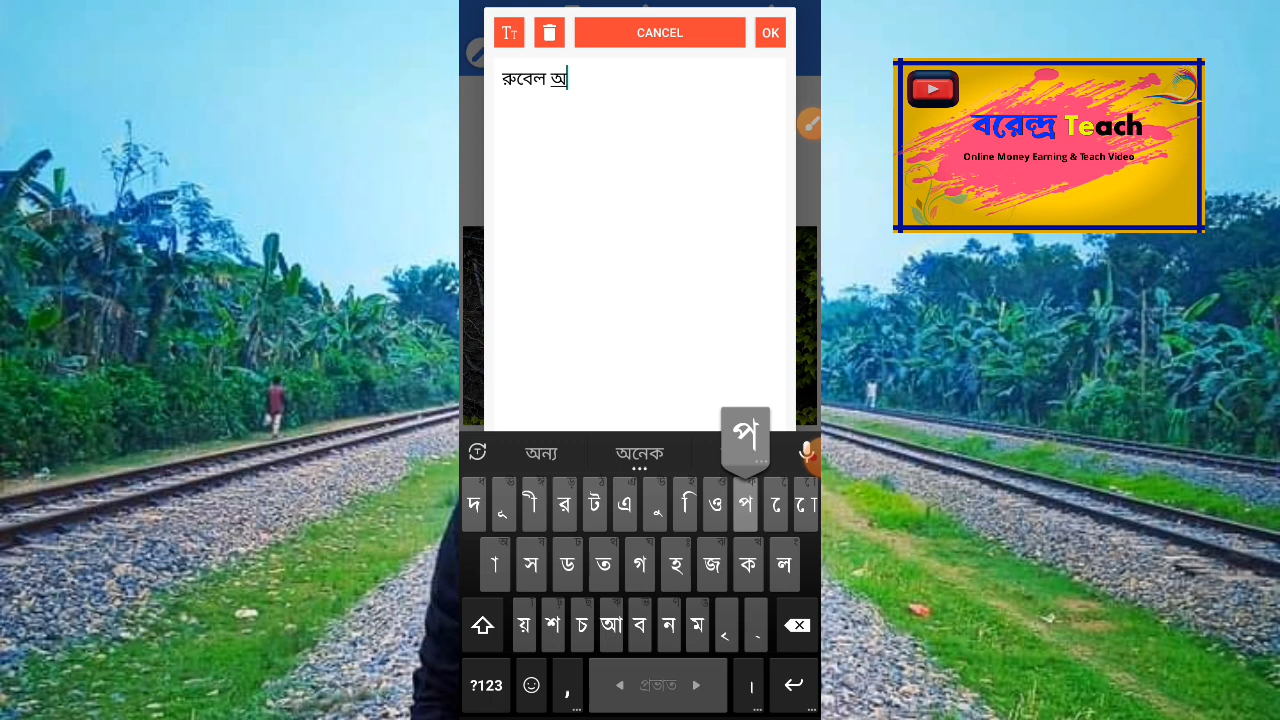 CANCEL
OK
রুবেল অ
বরেন্দ্র Teach
Online Money Earning & Teach Video
প
অন্য
অনেক
দ ূ ী র ট এ ু ি ও প ে ো
া স ড ত গ হ জ ক ল
য় শ চ আ ব ন ম ৃ ্
?123 , প্রভাত ।